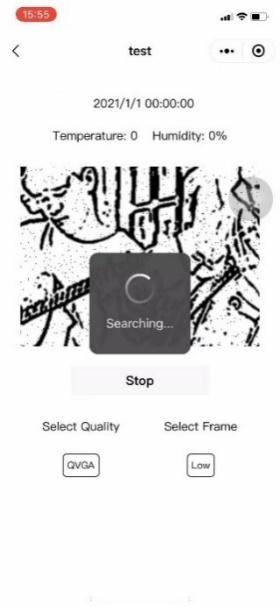 15:55
test
2021/1/1 00:00:00
Temperature: 0 Humidity: 0%
Searching...
Stop
Select Quality Select Frame
QVGA Low